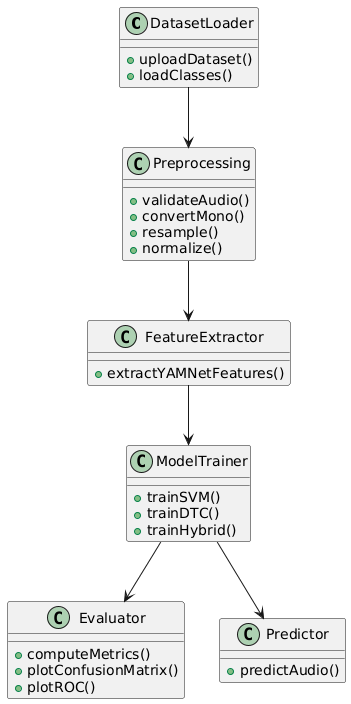 C DatasetLoader
uploadDataset()
loadClasses()
C Preprocessing
validateAudio()
convertMono()
resample()
normalize()
C FeatureExtractor
extractYAMNetFeatures()
C ModelTrainer
trainSVM()
trainDTC()
trainHybrid()
C Evaluator
computeMetrics()
plotConfusionMatrix()
plotROC()
C Predictor
predictAudio()